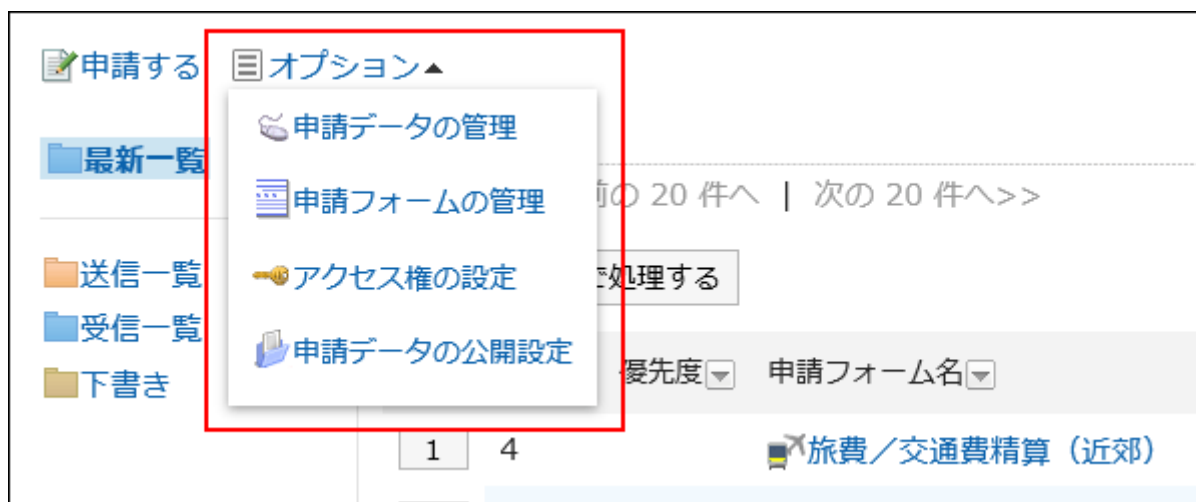 申請する オプション▲
申請データの管理
最新一覧
申請フォームの管理
の 20 件へ | 次の 20 件へ>>
送信一覧
アクセス権の設定
処理する
受信一覧
申請データの公開設定
優先度 申請フォーム名
下書き
1 4 旅費／交通費精算（近郊）